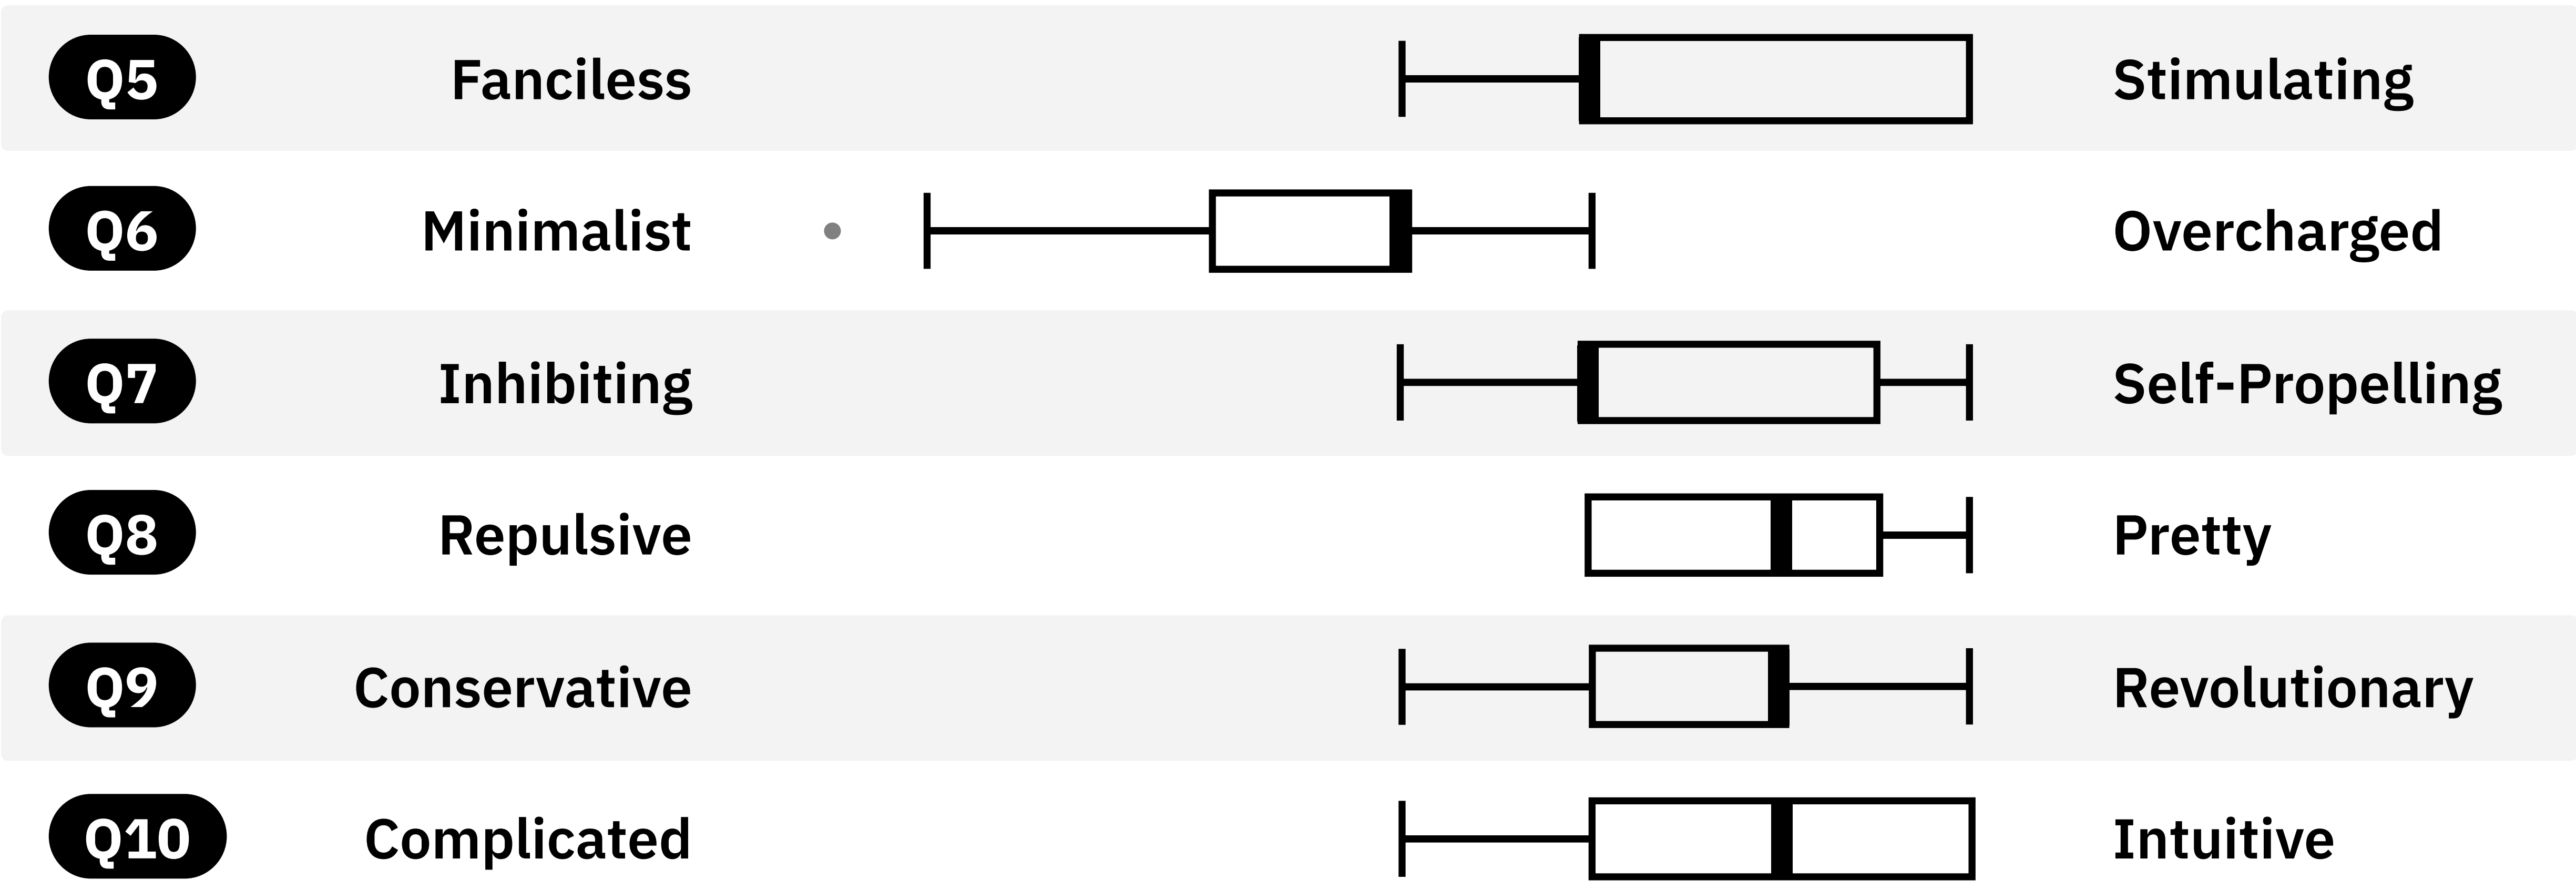 Q5 Fanciless Stimulating
Q6 Minimalist Overcharged
Q7 Inhibiting Self-Propelling
Q8 Repulsive Pretty
Q9 Conservative Revolutionary
Q10 Complicated Intuitive